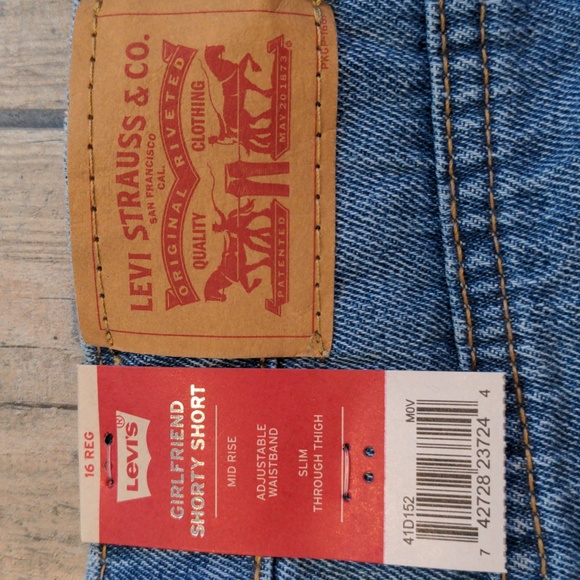 LEVI STRAUSS & CO.
SAN FRANCISCO
CAL.
ORIGINAL RIVETED
QUALITY CLOTHING
PATENTED MAY 20 1873
16 REG
LEVI'S®
GIRLFRIEND
SHORTY SHORT
MID RISE
ADJUSTABLE
WAISTBAND
SLIM
THROUGH THIGH
41D152 M0V
7 42728 23724 4